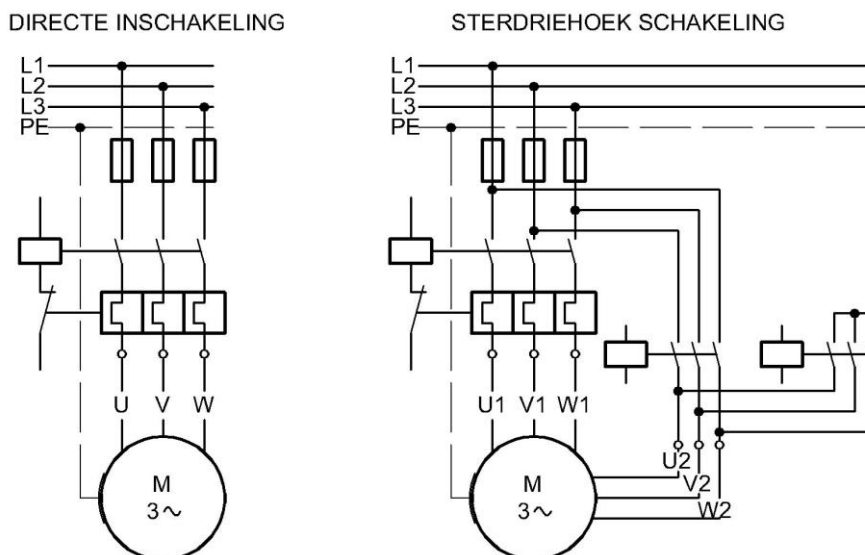 DIRECTE INSCHAKELING
L1
L2
L3
PE
U V W
M
3~
STERDRIEHOEK SCHAKELING
L1
L2
L3
PE
U1 V1 W1
U2
V2
W2
M
3~